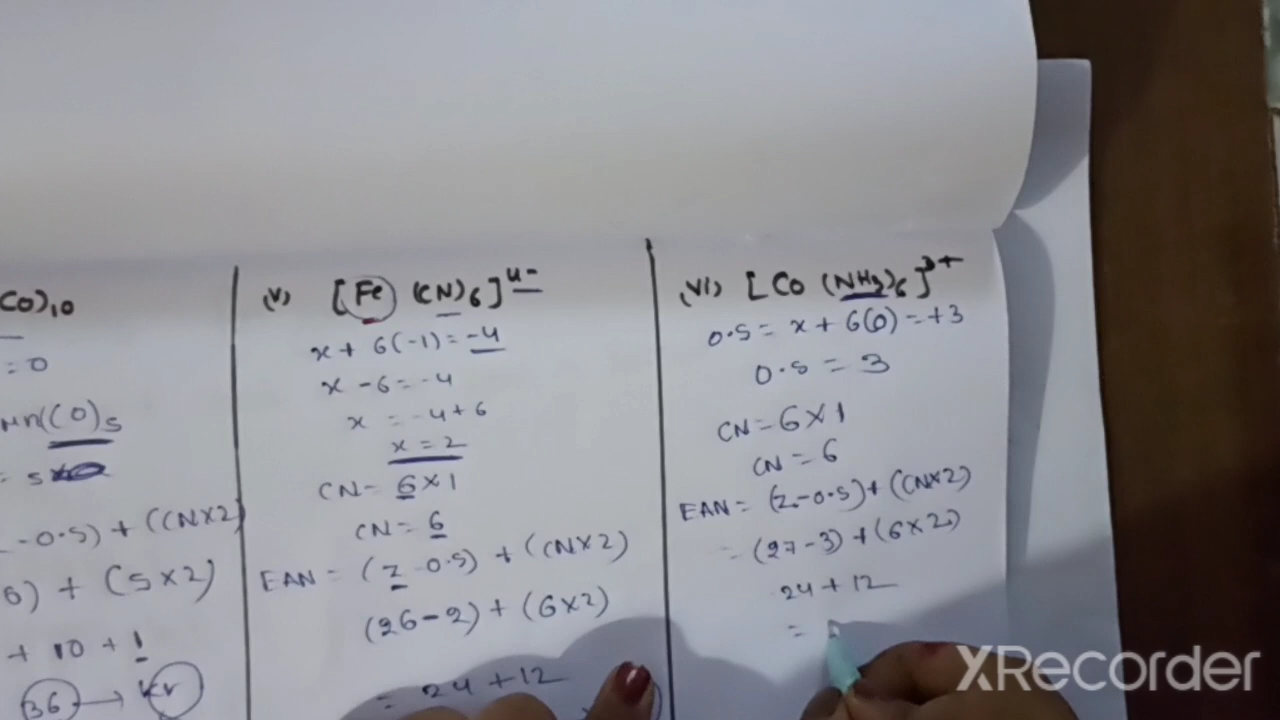 CO)10
= 0
Mn(CO)5
= 5
- 0.S) + (CN×2)
6) + (5×2)
+ 10 + 1
36 → Kr
(V) [Fe (CN)6]4-
x + 6(-1) = -4
x - 6 = -4
x = -4 + 6
x = 2
CN = 6×1
CN = 6
EAN = (Z - 0.S) + (CN×2)
(26-2) + (6×2)
= 24 + 12
(VI) [Co (NH3)6]3+
0.S = x + 6(0) = +3
0.S = 3
CN = 6×1
CN = 6
EAN = (Z-0.S) + (CN×2)
= (27-3) + (6×2)
24 + 12
=
XRecorder